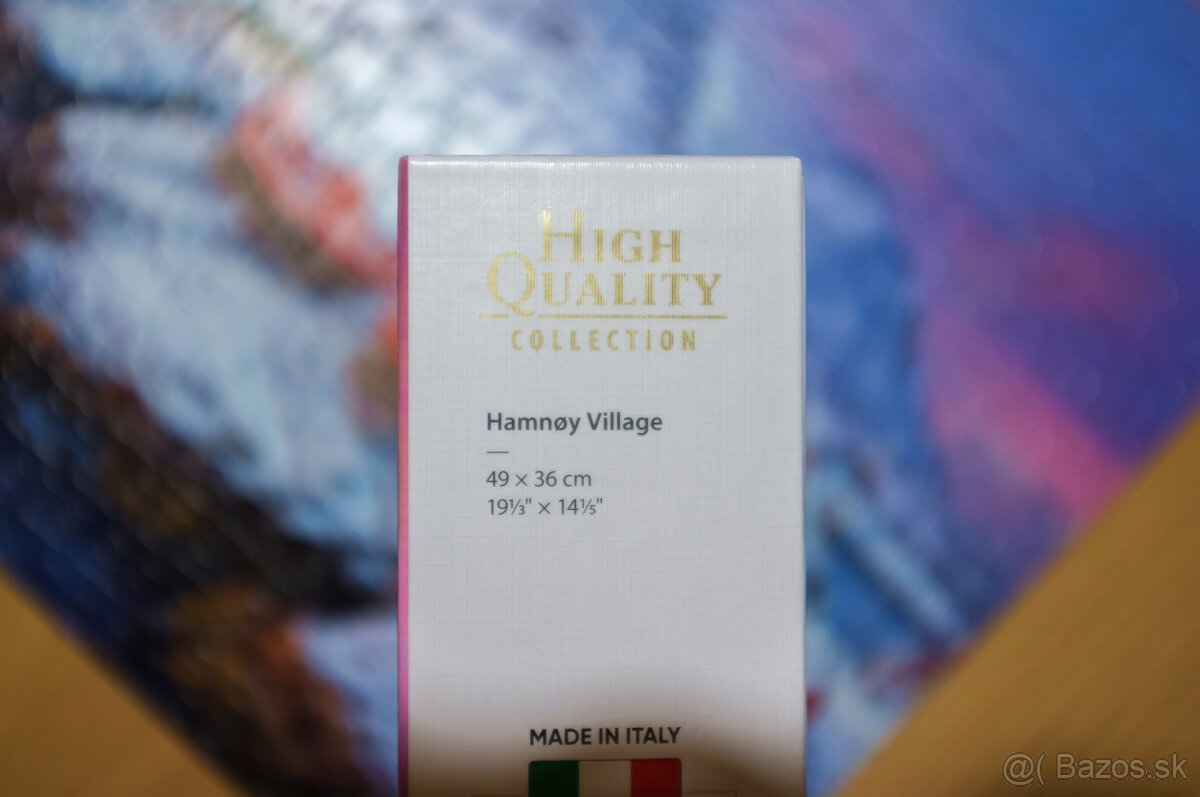 HIGH
QUALITY
COLLECTION
Hamnøy Village
49 × 36 cm
19⅓" × 14⅕"
MADE IN ITALY
@( Bazos.sk